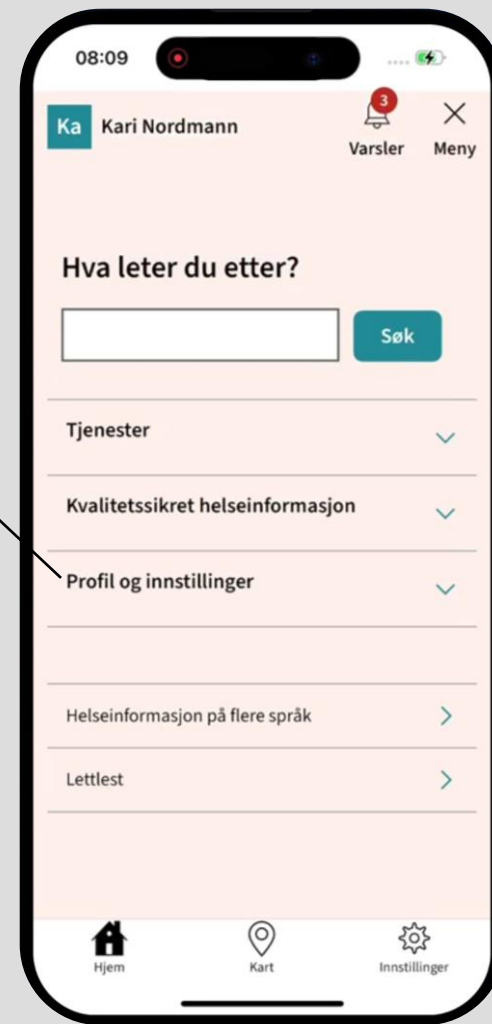 08:09
Ka Kari Nordmann
3
Varsler Meny
Hva leter du etter?
Søk
Tjenester
Kvalitetssikret helseinformasjon
Profil og innstillinger
Helseinformasjon på flere språk
Lettlest
Hjem Kart Innstillinger